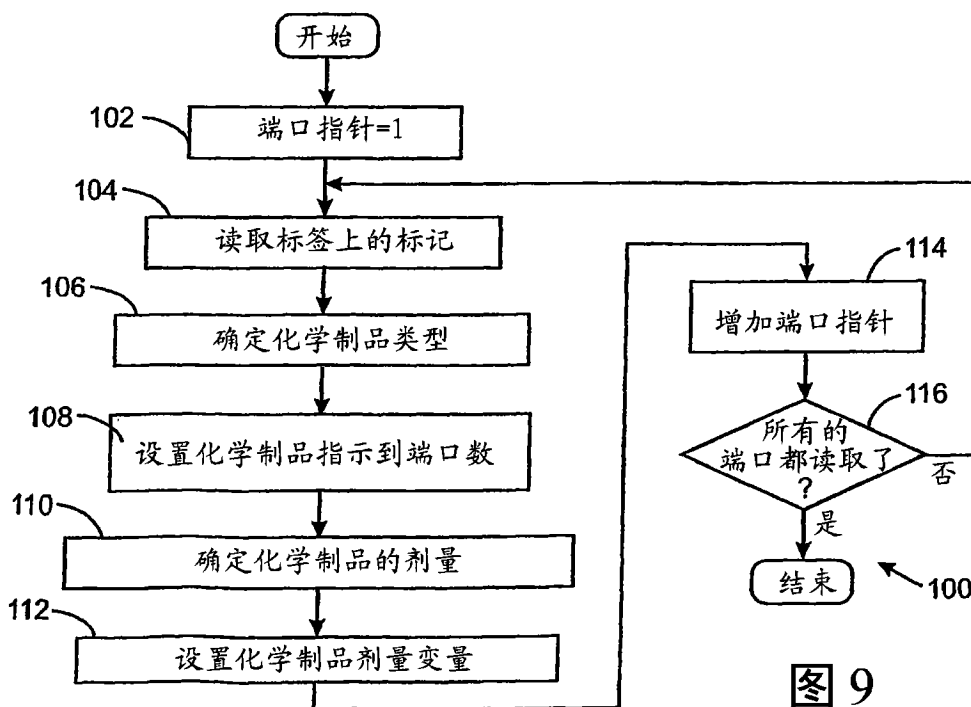 开始
102
端口指针=1
104
读取标签上的标记
106
确定化学制品类型
108
设置化学制品指示到端口数
110
确定化学制品的剂量
112
设置化学制品剂量变量
114
增加端口指针
116
所有的
端口都读取了
?
否
是
结束
100
图 9